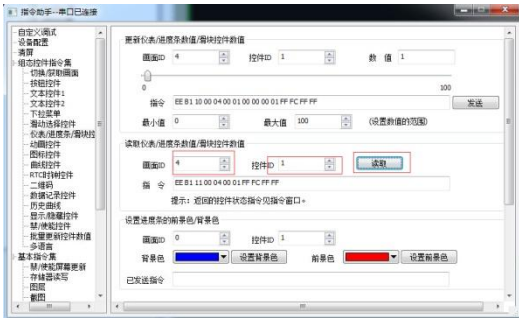 指令助手--串口已连接
自定义调式
设备配置
清屏
组态控件指令集
切换/获取画面
按钮控件
文本控件1
文本控件2
下拉菜单
滑动选择控件
仪表/进度条/滑块控
动画控件
图标控件
曲线控件
RTC时钟控件
二维码
数据记录控件
历史曲线
显示/隐藏控件
禁/使能控件
批量更新控件数值
多语言
基本指令集
禁/使能屏幕更新
存储器读写
图层
截图
更新仪表/进度条数值/滑块控件数值
画面ID 4 控件ID 1 数 值 1
0 100
指令 EE B1 10 00 04 00 01 00 00 00 01 FF FC FF FF 发送
最小值 0 最大值 100 (设置数值的范围)
读取仪表/进度条数值/滑块控件数值
画面ID 4 控件ID 1 读取
指 令 EE B1 11 00 04 00 01 FF FC FF FF
提示: 返回的控件状态指令见指令窗口。
设置进度条的前景色/背景色
画面ID 0 控件ID 1
背景色 设置背景色 前景色 设置前景色
已发送指令